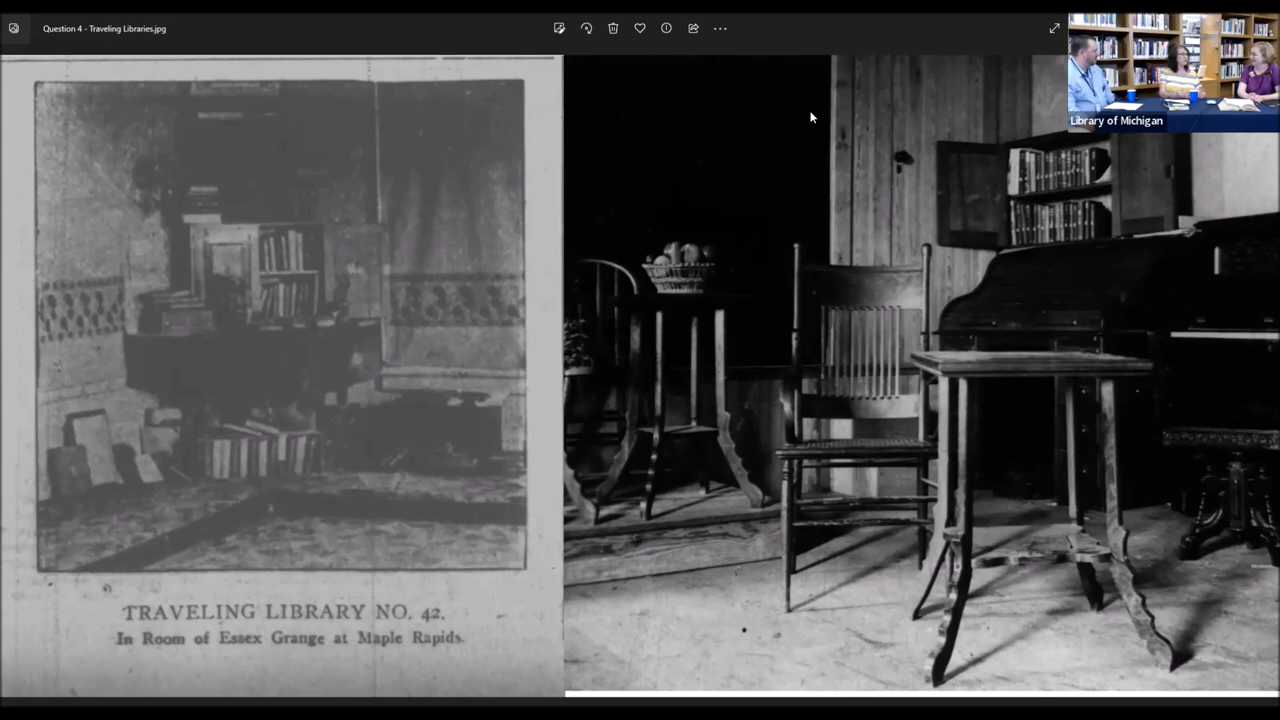 Question 4 - Traveling Libraries.jpg
Library of Michigan
TRAVELING LIBRARY NO. 42.
In Room of Essex Grange at Maple Rapids.